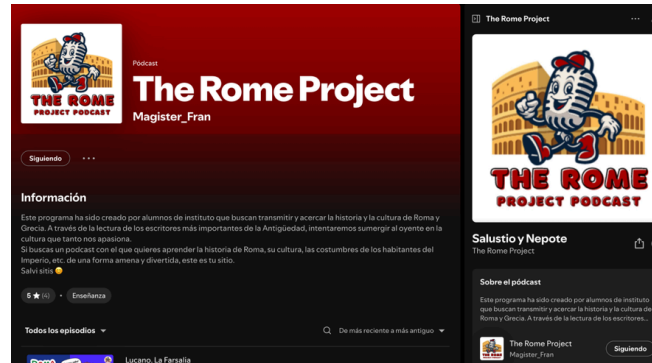 THE ROME
PROJECT PODCAST
Pódcast
The Rome Project
Magister_Fran
Siguiendo
Información
Este programa ha sido creado por alumnos de instituto que buscan transmitir y acercar la historia y la cultura de Roma y
Grecia. A través de la lectura de los escritores más importantes de la Antigüedad, intentaremos sumergir al oyente en la
cultura que tanto nos apasiona.
Si buscas un podcast con el que quieres aprender la historia de Roma, su cultura, las costumbres de los habitantes del
Imperio, etc. de una forma amena y divertida, este es tu sitio.
Salvi sitis 😊
5 ★ (4) • Enseñanza
Todos los episodios
De más reciente a más antiguo
Lucano. La Farsalia
The Rome Project
THE ROME
PROJECT PODCAST
Salustio y Nepote
The Rome Project
Sobre el pódcast
Este programa ha sido creado por alumnos de instituto
que buscan transmitir y acercar la historia y la cultura de
Roma y Grecia. A través de la lectura de los escritores...
The Rome Project
Magister_Fran
Siguiendo